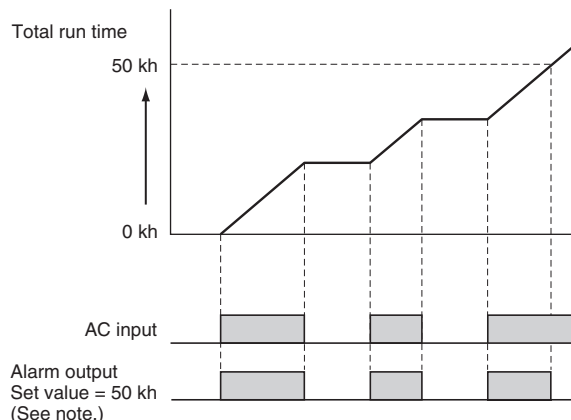 Total run time
50 kh
0 kh
AC input
Alarm output
Set value = 50 kh
(See note.)